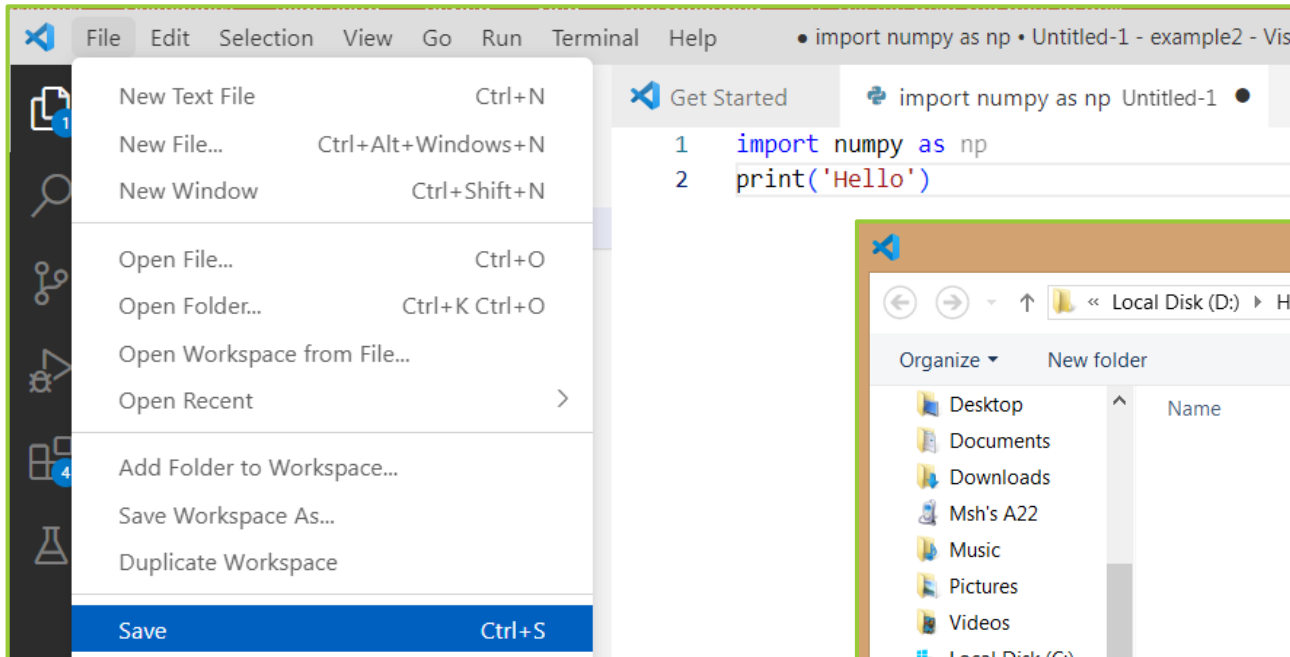 File Edit Selection View Go Run Terminal Help ● import numpy as np • Untitled-1 - example2 - Vis
1
4
New Text File Ctrl+N
New File... Ctrl+Alt+Windows+N
New Window Ctrl+Shift+N
Open File... Ctrl+O
Open Folder... Ctrl+K Ctrl+O
Open Workspace from File...
Open Recent
Add Folder to Workspace...
Save Workspace As...
Duplicate Workspace
Save Ctrl+S
Get Started import numpy as np Untitled-1 ●
1 import numpy as np
2 print('Hello')
« Local Disk (D:) H
Organize New folder
Name
Desktop
Documents
Downloads
Msh's A22
Music
Pictures
Videos
Local Disk (C:)